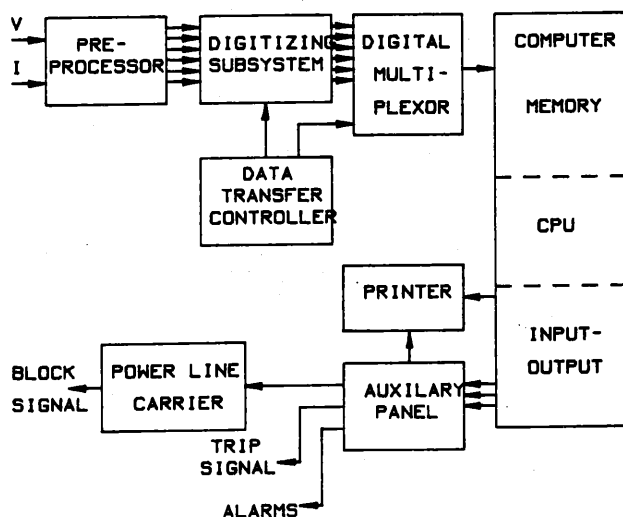 V
I
PRE-
PROCESSOR
DIGITIZING
SUBSYSTEM
DIGITAL
MULTI-
PLEXOR
COMPUTER
MEMORY
DATA
TRANSFER
CONTROLLER
CPU
PRINTER
INPUT-
OUTPUT
BLOCK
SIGNAL
POWER LINE
CARRIER
AUXILARY
PANEL
TRIP
SIGNAL
ALARMS